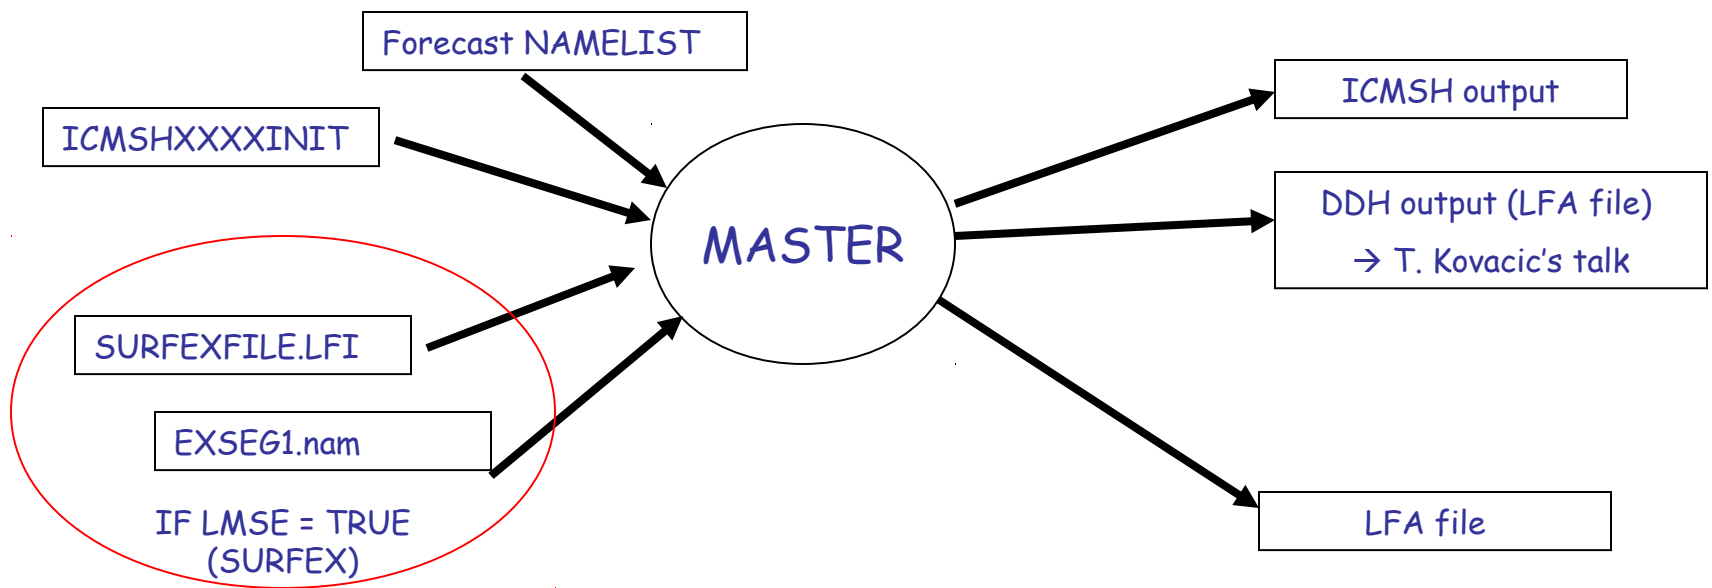 Forecast NAMELIST
ICMSHXXXXINIT
SURFEXFILE.LFI
EXSEG1.nam
IF LMSE = TRUE
(SURFEX)
MASTER
ICMSH output
DDH output (LFA file)
→ T. Kovacic’s talk
LFA file